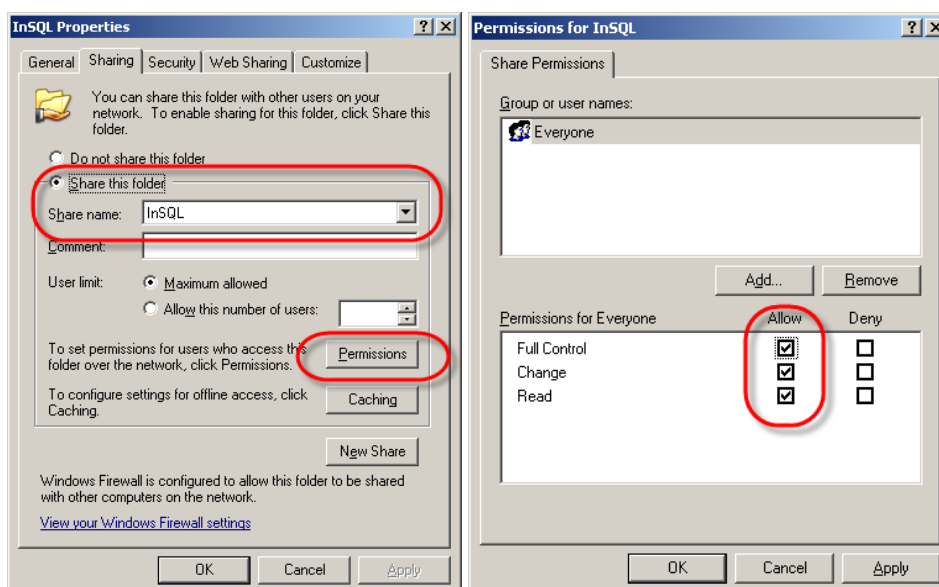 InSQL Properties
General Sharing Security Web Sharing Customize
You can share this folder with other users on your
network. To enable sharing for this folder, click Share this
folder.
Do not share this folder
Share this folder
Share name: InSQL
Comment:
User limit: Maximum allowed
Allow this number of users:
To set permissions for users who access this
folder over the network, click Permissions.
Permissions
To configure settings for offline access, click
Caching.
Caching
New Share
Windows Firewall is configured to allow this folder to be shared
with other computers on the network.
View your Windows Firewall settings
OK Cancel Apply
Permissions for InSQL
Share Permissions
Group or user names:
Everyone
Add... Remove
Permissions for Everyone Allow Deny
Full Control
Change
Read
OK Cancel Apply